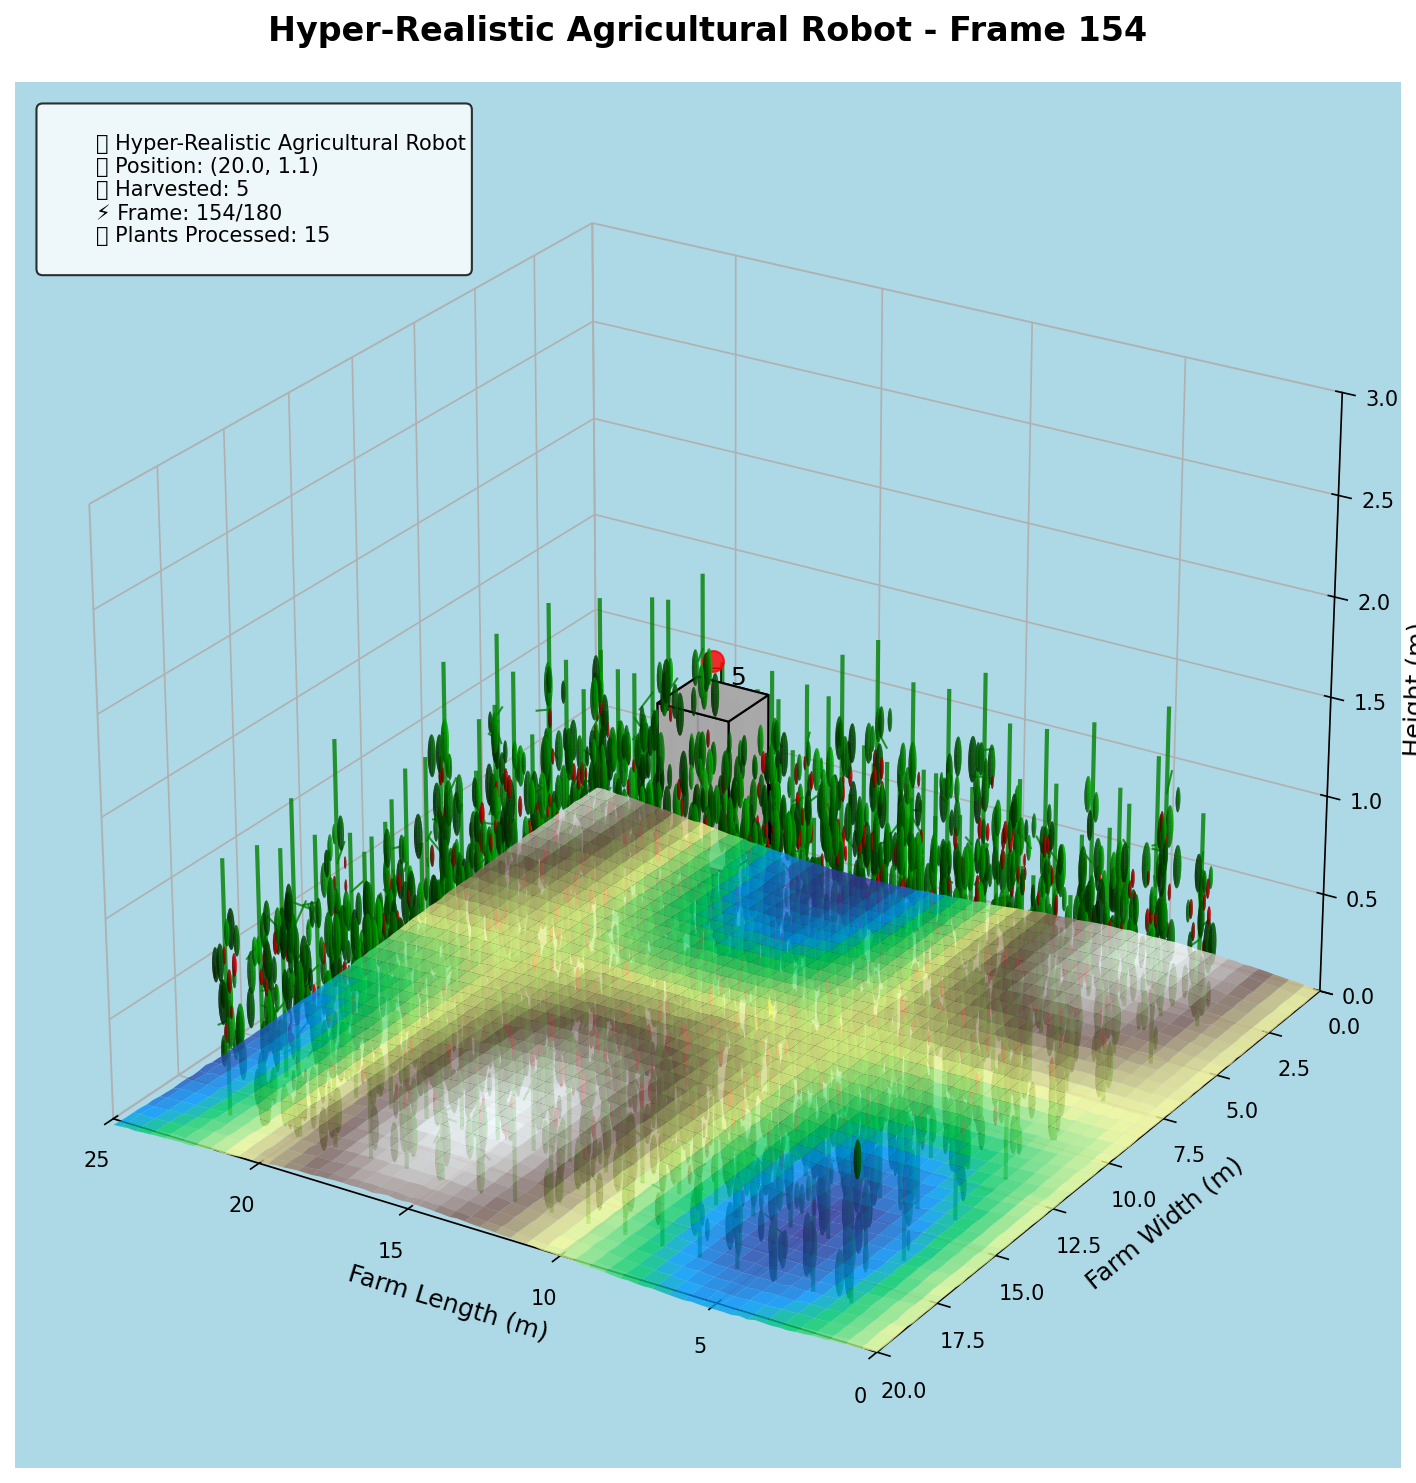 Hyper-Realistic Agricultural Robot - Frame 154
▯ Hyper-Realistic Agricultural Robot
▯ Position: (20.0, 1.1)
▯ Harvested: 5
⚡ Frame: 154/180
▯ Plants Processed: 15
5
3.0
2.5
2.0
1.5
1.0
0.5
0.0
Height (m)
0.0
2.5
5.0
7.5
10.0
12.5
15.0
17.5
20.0
Farm Width (m)
25
20
15
10
5
0
Farm Length (m)